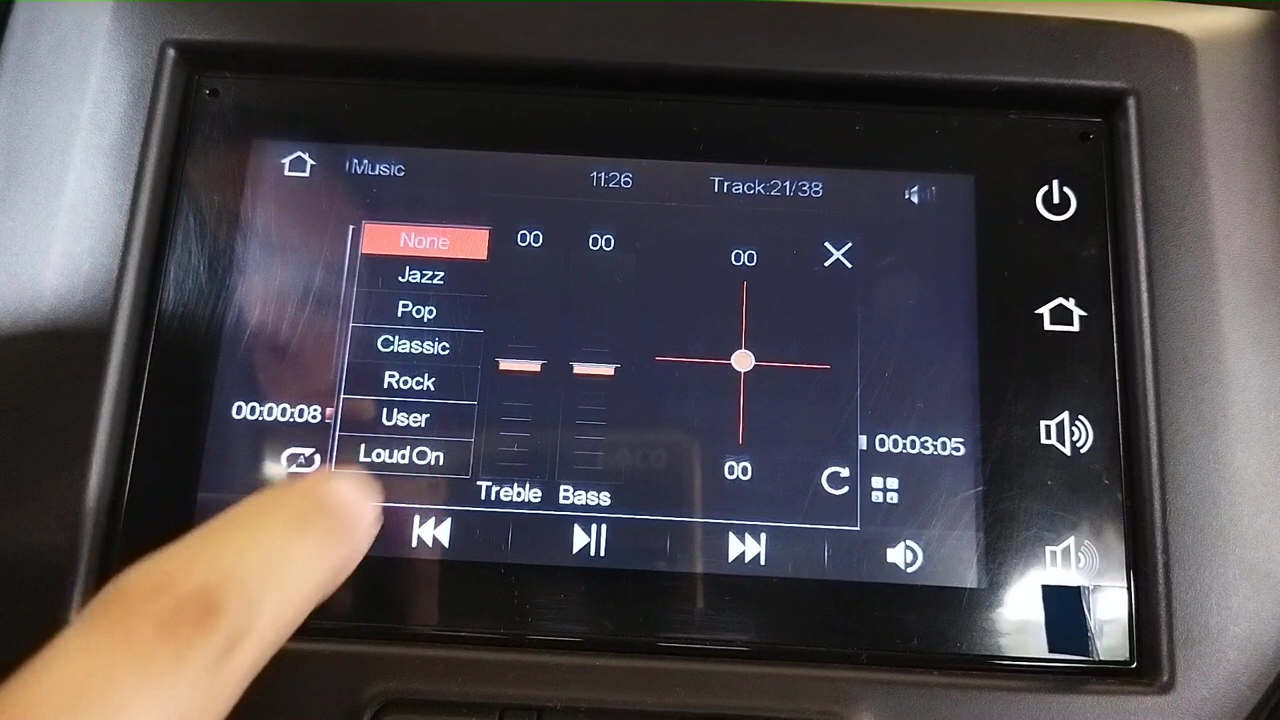 Music
11:26
Track:21/38
None
00
00
00
Jazz
Pop
Classic
Rock
00:00:08
User
00:03:05
Loud On
A
00
Treble
Bass